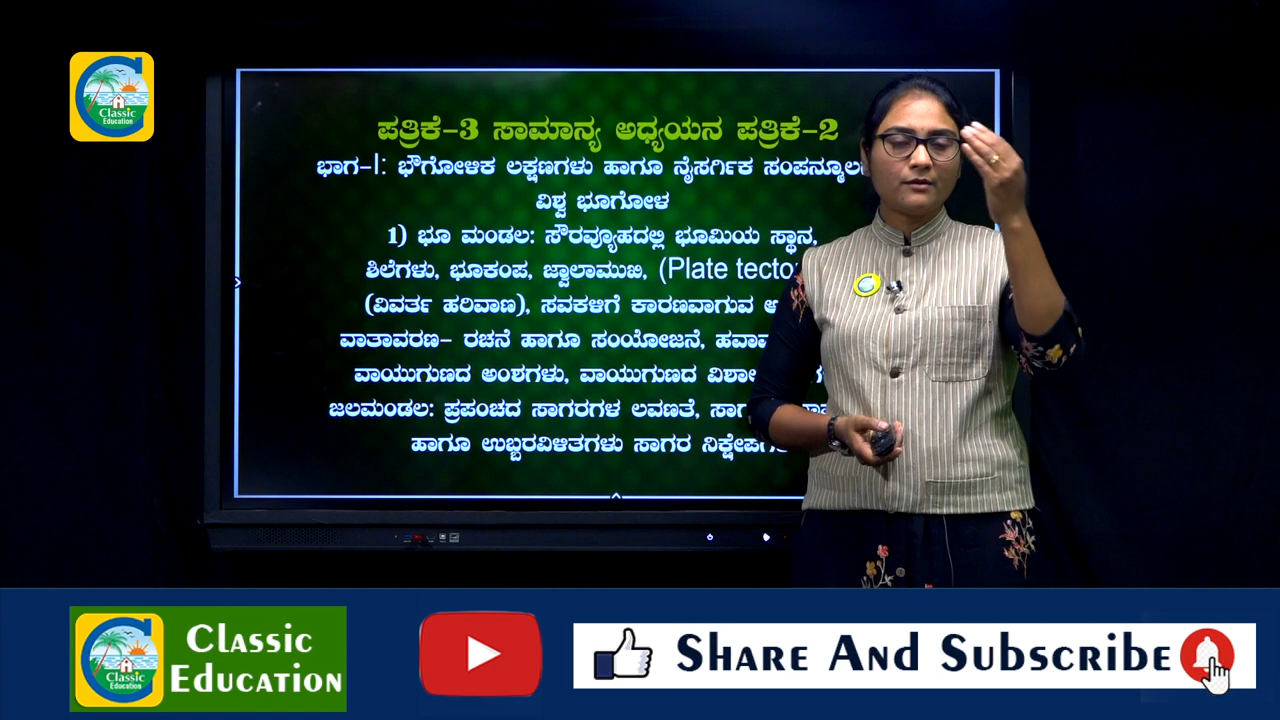 Classic
Education
ಪತ್ರಿಕೆ-3 ಸಾಮಾನ್ಯ ಅಧ್ಯಯನ ಪತ್ರಿಕೆ-2
ಭಾಗ-I: ಭೌಗೋಳಿಕ ಲಕ್ಷಣಗಳು ಹಾಗೂ ನೈಸರ್ಗಿಕ
ವಿಶ್ವ ಭೂಗೋಳ
1) ಭೂ ಮಂಡಲ: ಸೌರವ್ಯೂಹದಲ್ಲಿ ಭೂಮಿಯ ಸ್ಥಾನ,
ಶಿಲೆಗಳು, ಭೂಕಂಪ, ಜ್ವಾಲಾಮುಖಿ, (Plate
(ವಿವರ್ತ ಹರಿವಾಣ), ಸವಕಳಿಗೆ ಕಾರಣವಾಗುವ
ವಾತಾವರಣ- ರಚನೆ ಹಾಗೂ ಸಂಯೋಜನೆ,
ವಾಯುಗುಣದ ಅಂಶಗಳು, ವಾಯುಗುಣದ
ಜಲಮಂಡಲ: ಪ್ರಪಂಚದ ಸಾಗರಗಳ ಲವಣತೆ,
ಹಾಗೂ ಉಬ್ಬರವಿಳಿತಗಳು ಸಾಗರ
Classic
Education
Classic
Education
Share And Subscribe